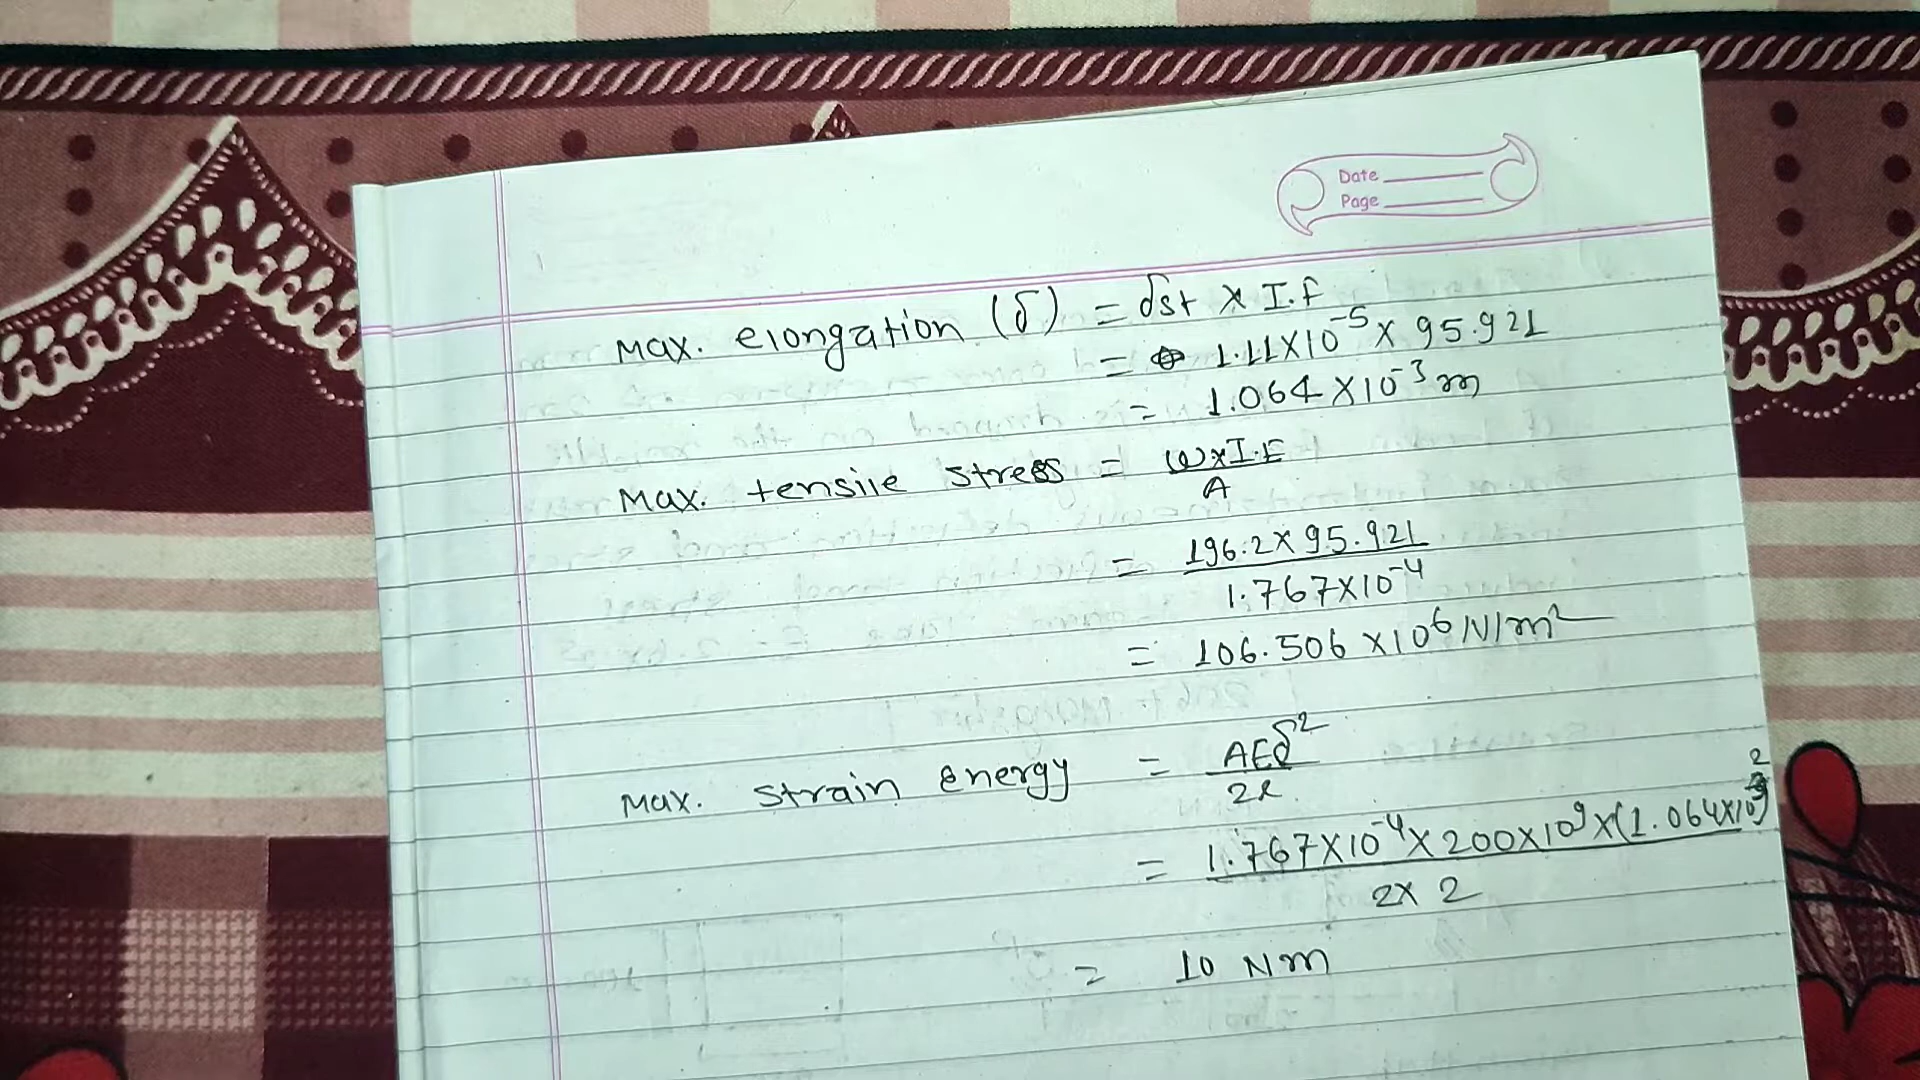 Date
Page
Max. elongation (δ) = δst × I.F
= 1.11×10⁻⁵ × 95.921
= 1.064 ×10⁻³ m
Max. tensile stress = W×I.F
A
= 196.2×95.921
1.767×10⁻⁴
= 106.506 ×10⁶ N/m²
Max. strain energy = AEδ²
2l
= 1.767×10⁻⁴×200×10⁹×(1.064×10⁻³)²
2×2
= 10 Nm